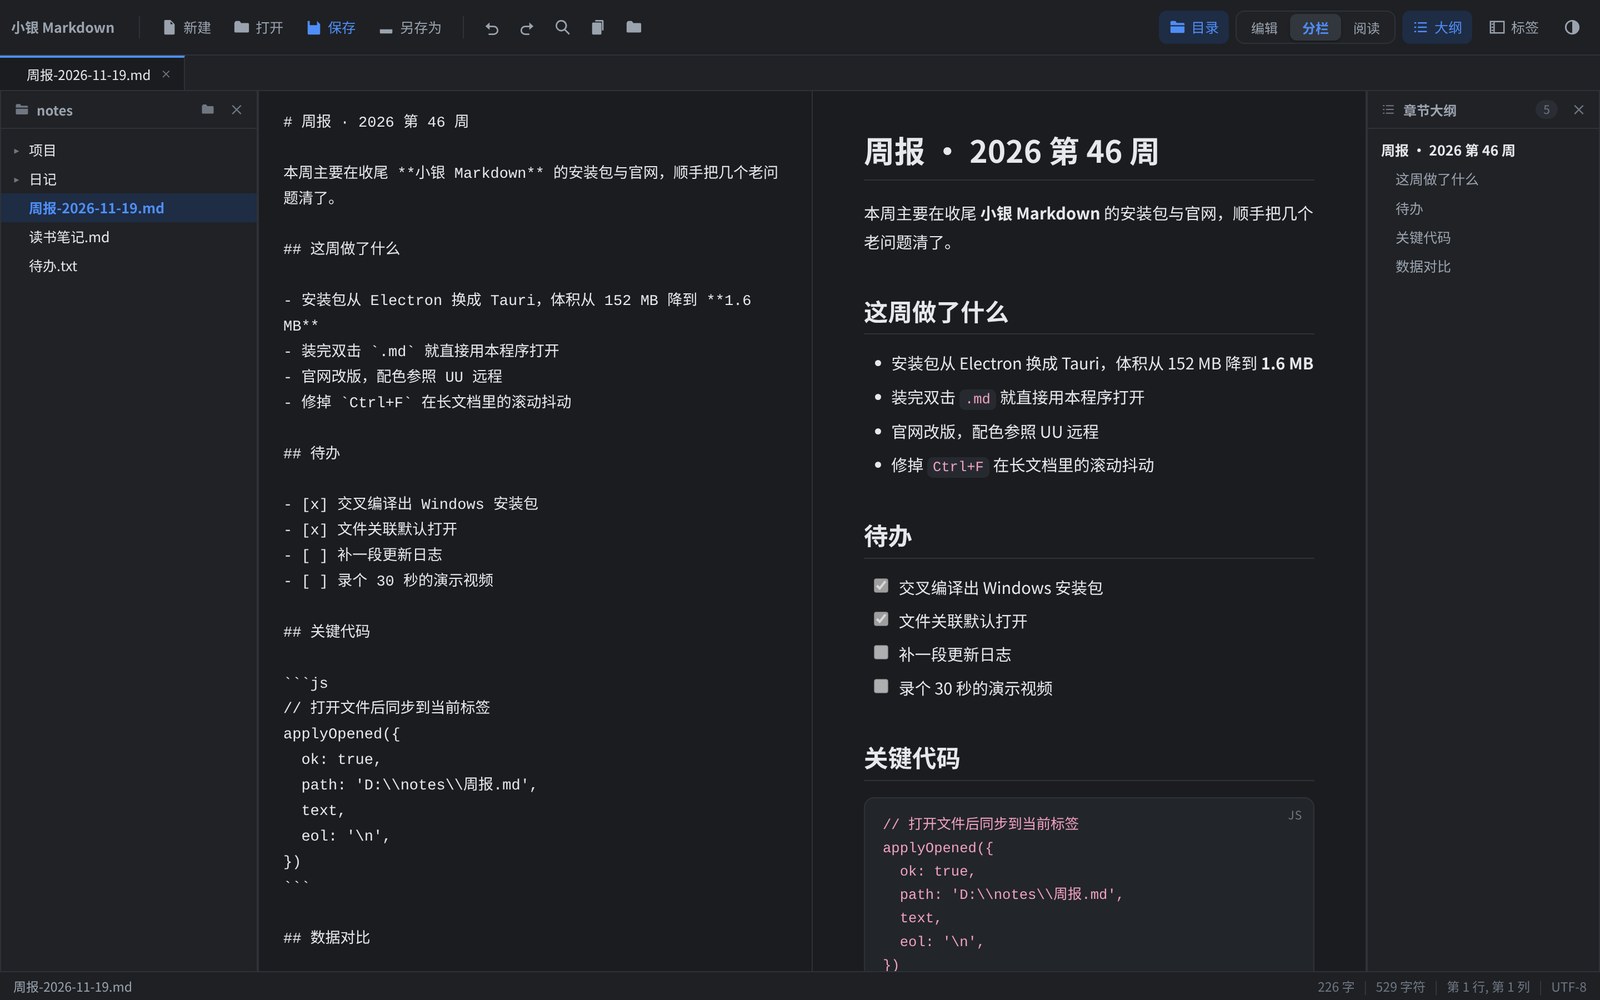 小银 Markdown 新建 打开 保存 另存为 目录 编辑 分栏 阅读 大纲 标签
周报-2026-11-19.md ×
notes
项目
日记
周报-2026-11-19.md
读书笔记.md
待办.txt
# 周报 · 2026 第 46 周
本周主要在收尾 **小银 Markdown** 的安装包与官网，顺手把几个老问
题清了。
## 这周做了什么
- 安装包从 Electron 换成 Tauri，体积从 152 MB 降到 **1.6
MB**
- 装完双击 `.md` 就直接用本程序打开
- 官网改版，配色参照 UU 远程
- 修掉 `Ctrl+F` 在长文档里的滚动抖动
## 待办
- [x] 交叉编译出 Windows 安装包
- [x] 文件关联默认打开
- [ ] 补一段更新日志
- [ ] 录个 30 秒的演示视频
## 关键代码
```js
// 打开文件后同步到当前标签
applyOpened({
  ok: true,
  path: 'D:\\notes\\周报.md',
  text,
  eol: '\n',
})
```
## 数据对比
周报 · 2026 第 46 周
本周主要在收尾 小银 Markdown 的安装包与官网，顺手把几个
老问题清了。
这周做了什么
• 安装包从 Electron 换成 Tauri，体积从 152 MB 降到 1.6 MB
• 装完双击 .md 就直接用本程序打开
• 官网改版，配色参照 UU 远程
• 修掉 Ctrl+F 在长文档里的滚动抖动
待办
交叉编译出 Windows 安装包
文件关联默认打开
补一段更新日志
录个 30 秒的演示视频
关键代码
JS
// 打开文件后同步到当前标签
applyOpened({
  ok: true,
  path: 'D:\\notes\\周报.md',
  text,
  eol: '\n',
})
章节大纲 5
周报 · 2026 第 46 周
这周做了什么
待办
关键代码
数据对比
周报-2026-11-19.md 226 字 529 字符 第 1 行, 第 1 列 UTF-8